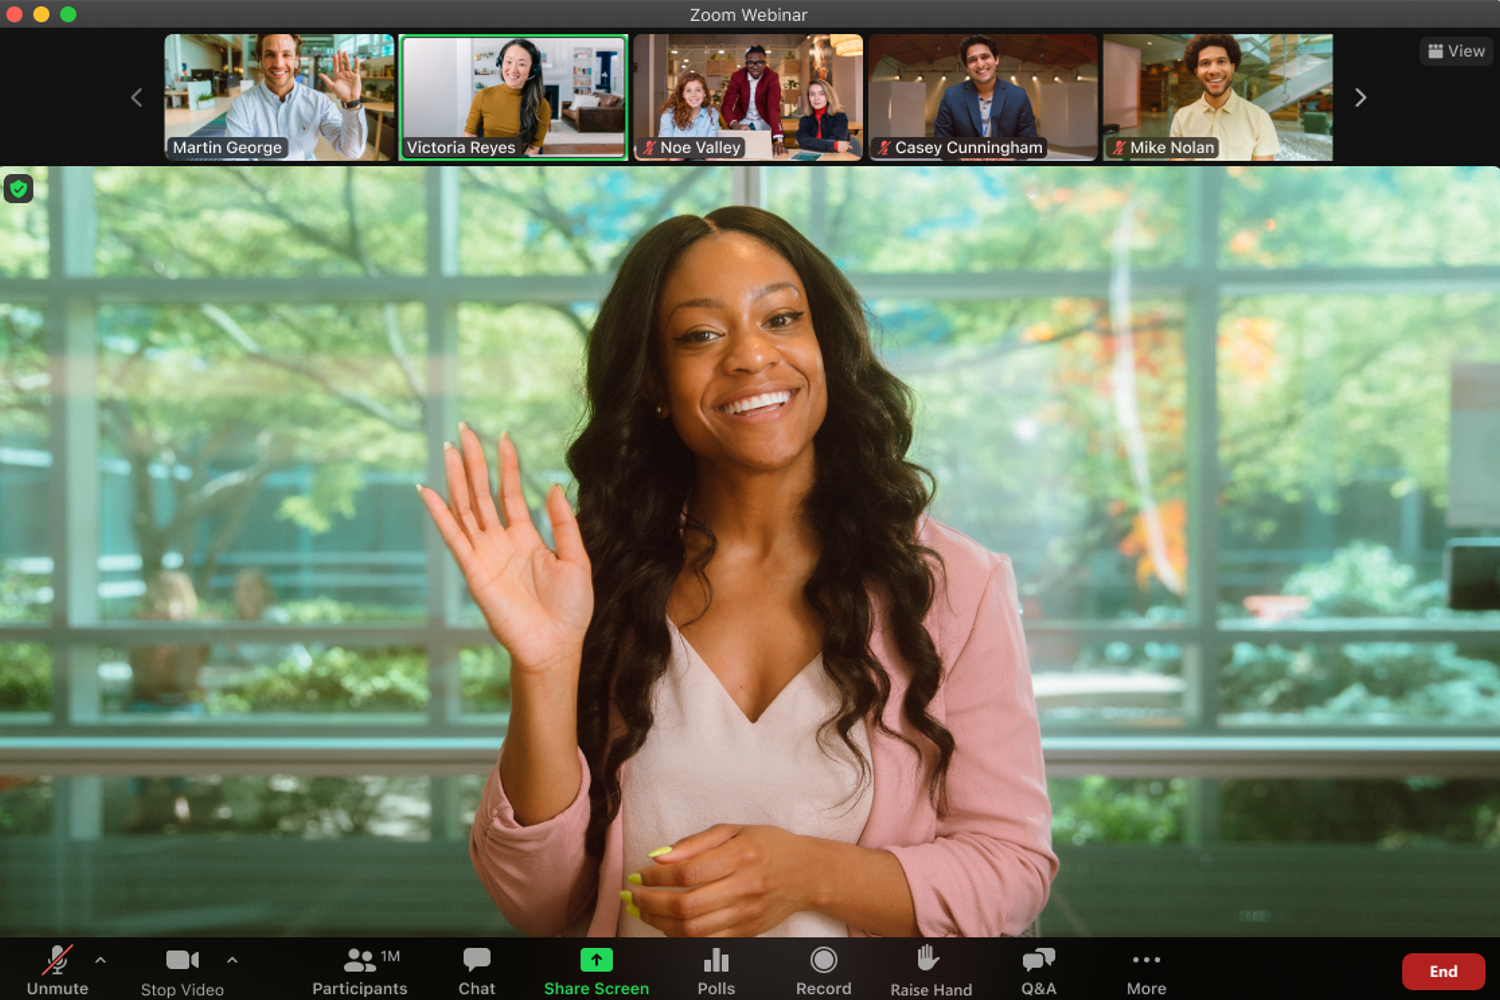 Zoom Webinar
View
Martin George
Victoria Reyes
Noe Valley
Casey Cunningham
Mike Nolan
Unmute
Stop Video
1M
Participants
Chat
Share Screen
Polls
Record
Raise Hand
Q&A
More
End